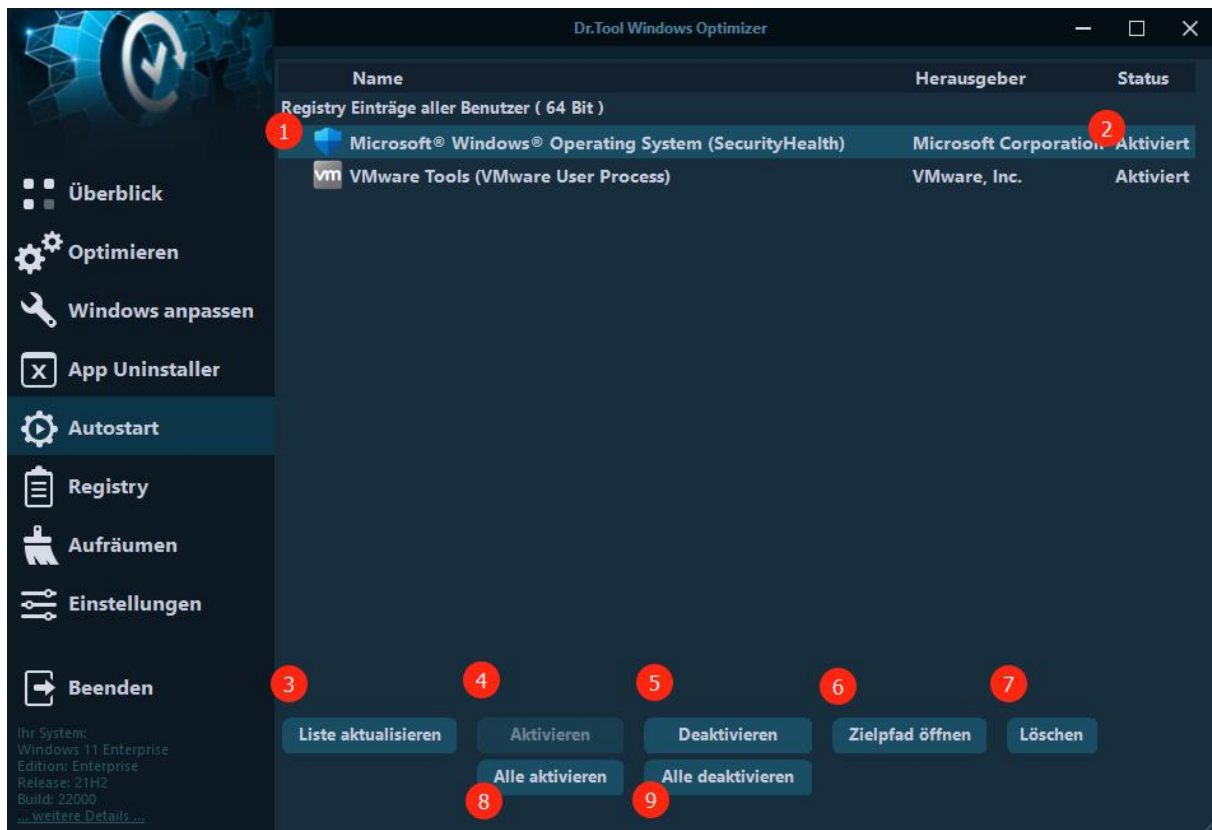 Dr.Tool Windows Optimizer
Name Herausgeber Status
Registry Einträge aller Benutzer ( 64 Bit )
1 Microsoft® Windows® Operating System (SecurityHealth) Microsoft Corporation 2 Aktiviert
vm VMware Tools (VMware User Process) VMware, Inc. Aktiviert
Überblick
Optimieren
Windows anpassen
X App Uninstaller
Autostart
Registry
Aufräumen
Einstellungen
Beenden
3 4 5 6 7
Liste aktualisieren Aktivieren Deaktivieren Zielpfad öffnen Löschen
Alle aktivieren Alle deaktivieren
8 9
Ihr System:
Windows 11 Enterprise
Edition: Enterprise
Release: 21H2
Build: 22000
... weitere Details ...